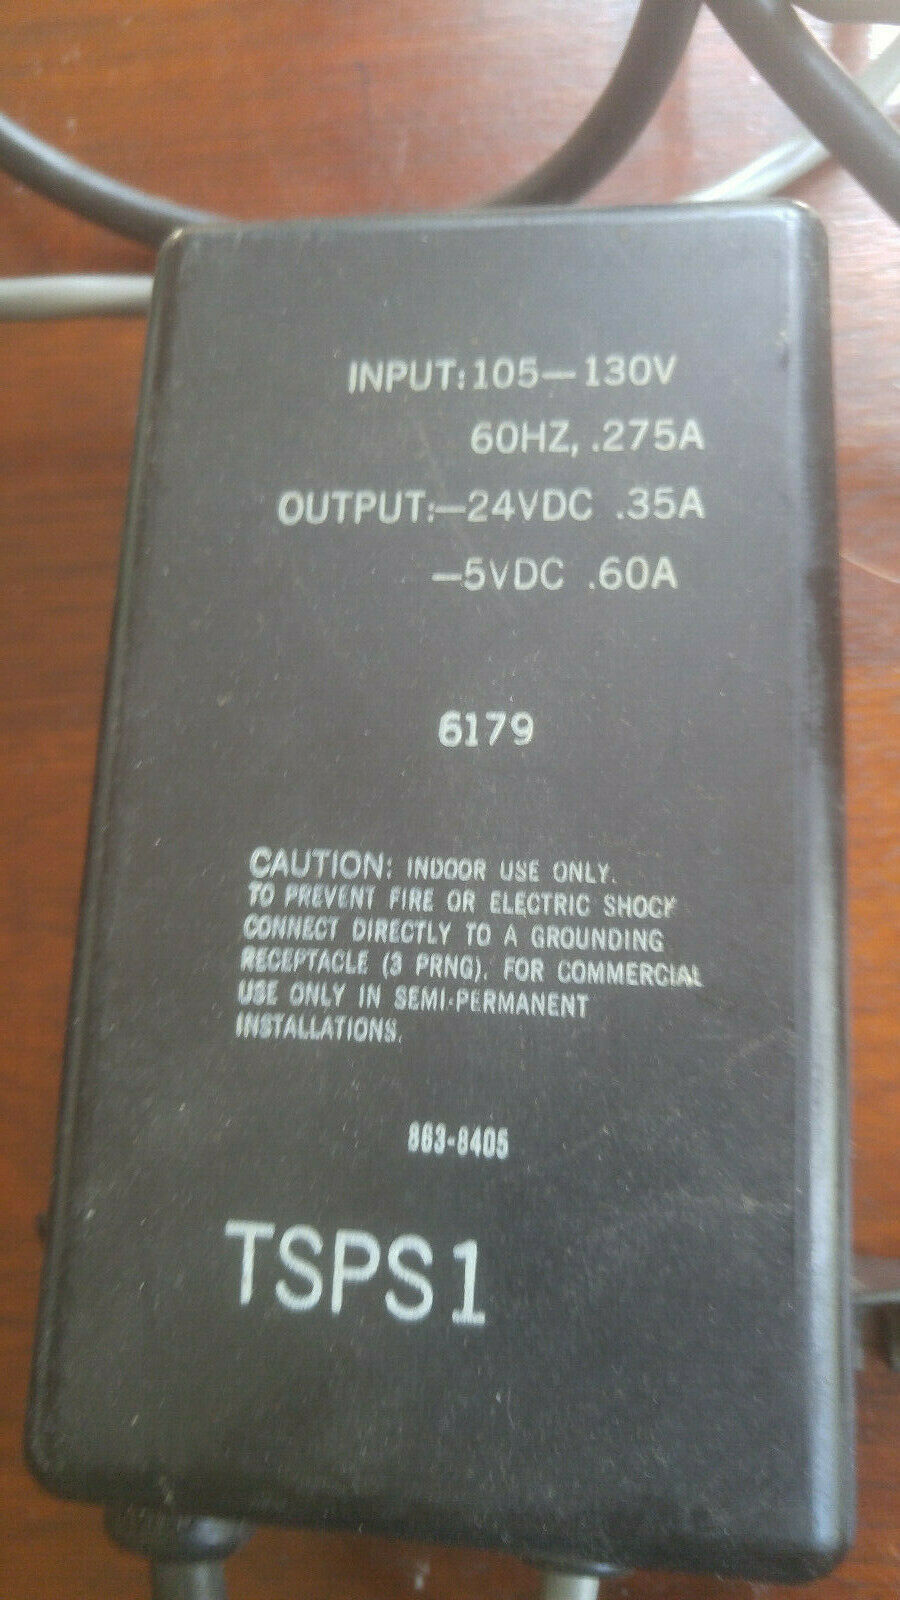 INPUT: 105—130V
60HZ, .275A
OUTPUT:—24VDC .35A
—5VDC .60A
6179
CAUTION: INDOOR USE ONLY.
TO PREVENT FIRE OR ELECTRIC SHOCK
CONNECT DIRECTLY TO A GROUNDING
RECEPTACLE (3 PRNG). FOR COMMERCIAL
USE ONLY IN SEMI-PERMANENT
INSTALLATIONS.
863-8405
TSPS1